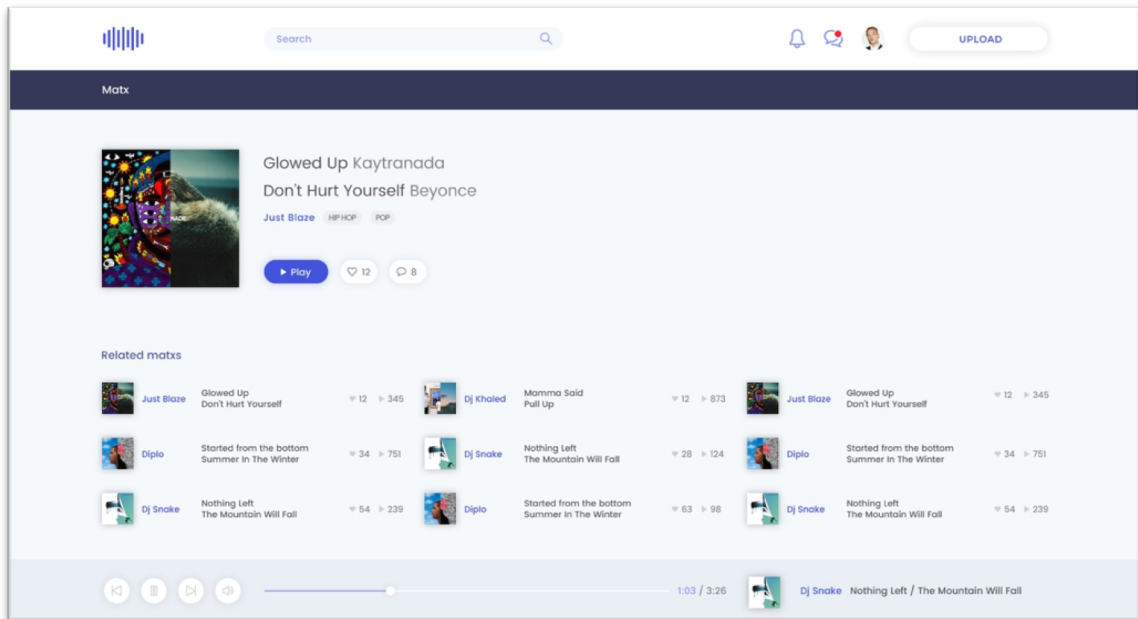 Search
UPLOAD
Matx
Glowed Up Kaytranada
Don't Hurt Yourself Beyonce
Just Blaze HIP HOP POP
Play 12 8
Related matxs
Just Blaze
Glowed Up
Don't Hurt Yourself
12 345
Dj Khaled
Mamma Said
Pull Up
12 873
Just Blaze
Glowed Up
Don't Hurt Yourself
12 345
Diplo
Started from the bottom
Summer In The Winter
34 751
Dj Snake
Nothing Left
The Mountain Will Fall
28 124
Diplo
Started from the bottom
Summer In The Winter
34 751
Dj Snake
Nothing Left
The Mountain Will Fall
54 239
Diplo
Started from the bottom
Summer In The Winter
63 98
Dj Snake
Nothing Left
The Mountain Will Fall
54 239
1:03 / 3:26
Dj Snake Nothing Left / The Mountain Will Fall